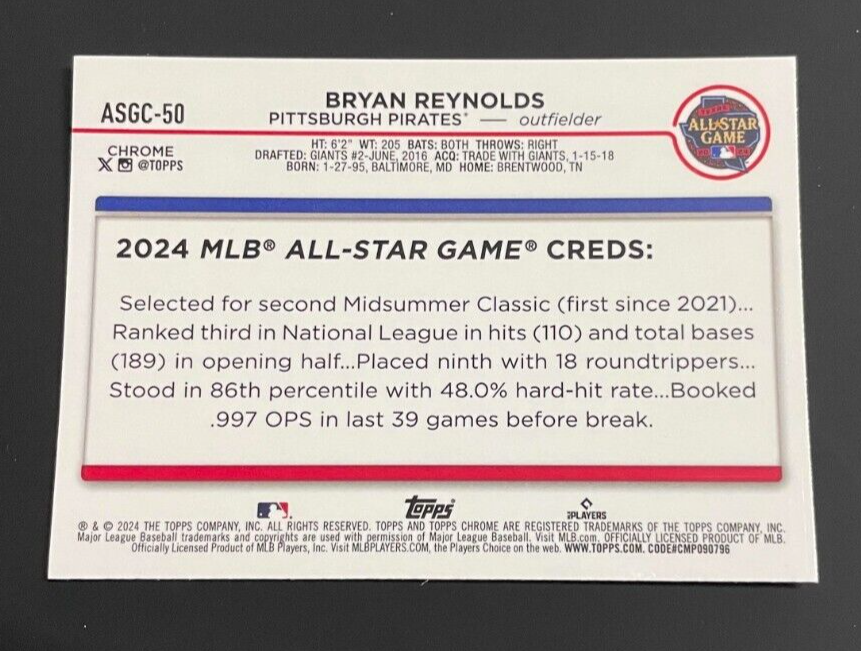 ASGC-50
BRYAN REYNOLDS
PITTSBURGH PIRATES® — outfielder
ALL-STAR
GAME
CHROME
@TOPPS
HT: 6'2" WT: 205 BATS: BOTH THROWS: RIGHT
DRAFTED: GIANTS #2-JUNE, 2016 ACQ: TRADE WITH GIANTS, 1-15-18
BORN: 1-27-95, BALTIMORE, MD HOME: BRENTWOOD, TN
2024 MLB® ALL-STAR GAME® CREDS:
Selected for second Midsummer Classic (first since 2021)...
Ranked third in National League in hits (110) and total bases
(189) in opening half...Placed ninth with 18 roundtrippers...
Stood in 86th percentile with 48.0% hard-hit rate...Booked
.997 OPS in last 39 games before break.
Topps®
PLAYERS
® & © 2024 THE TOPPS COMPANY, INC. ALL RIGHTS RESERVED. TOPPS AND TOPPS CHROME ARE REGISTERED TRADEMARKS OF THE TOPPS COMPANY, INC.
Major League Baseball trademarks and copyrights are used with permission of Major League Baseball. Visit MLB.com. OFFICIALLY LICENSED PRODUCT OF MLB.
Officially Licensed Product of MLB Players, Inc. Visit MLBPLAYERS.COM, the Players Choice on the web. WWW.TOPPS.COM. CODE#CMP090796